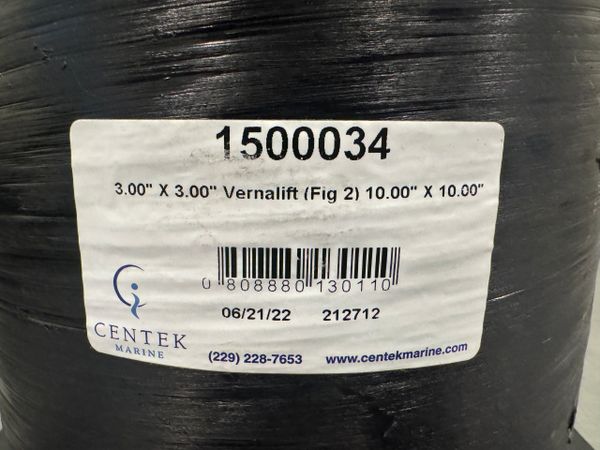 1500034
3.00" X 3.00" Vernalift (Fig 2) 10.00" X 10.00"
0 808880 130110
06/21/22 212712
CENTEK
MARINE
(229) 228-7653 www.centekmarine.com